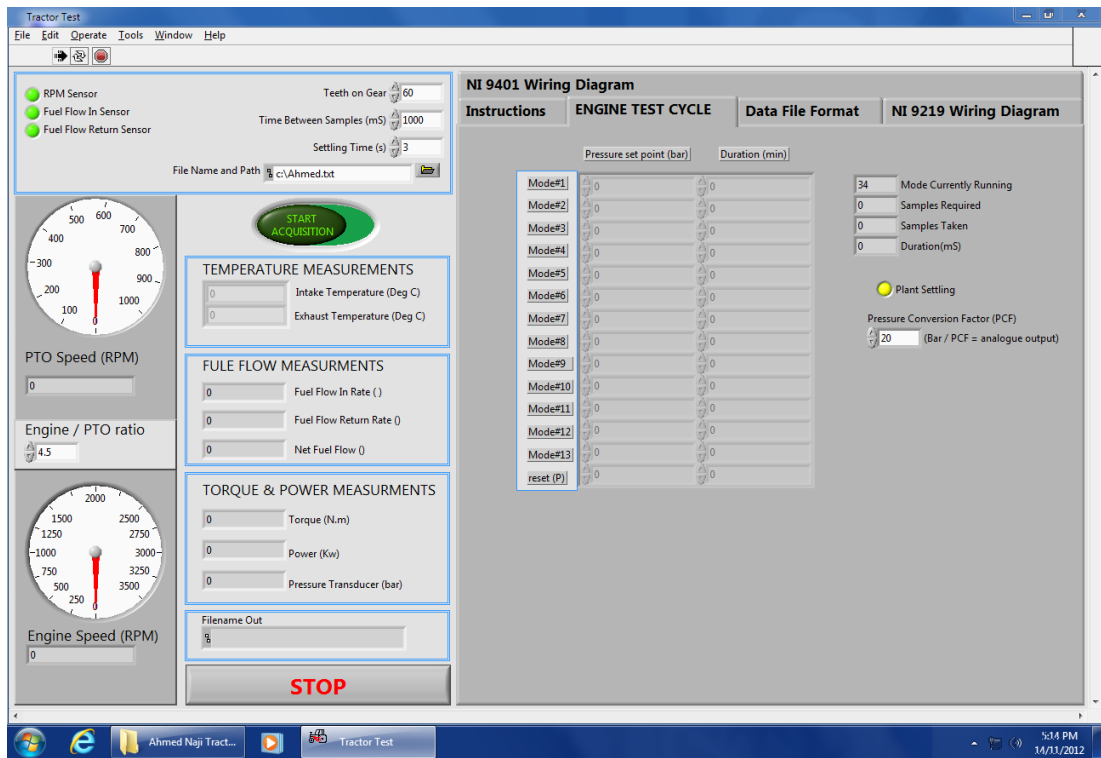 Tractor Test
File Edit Operate Tools Window Help
RPM Sensor
Fuel Flow In Sensor
Fuel Flow Return Sensor
Teeth on Gear 60
Time Between Samples (mS) 1000
Settling Time (s) 3
File Name and Path c:\Ahmed.txt
START
ACQUISITION
500 600
400 700
300 800
200 900
100 1000
0
PTO Speed (RPM)
0
Engine / PTO ratio
4.5
2000
1500 2500
1250 2750
1000 3000
750 3250
500 3500
250 0
Engine Speed (RPM)
0
TEMPERATURE MEASUREMENTS
0 Intake Temperature (Deg C)
0 Exhaust Temperature (Deg C)
FULE FLOW MEASURMENTS
0 Fuel Flow In Rate ( )
0 Fuel Flow Return Rate ()
0 Net Fuel Flow ()
TORQUE & POWER MEASURMENTS
0 Torque (N.m)
0 Power (Kw)
0 Pressure Transducer (bar)
Filename Out
STOP
NI 9401 Wiring Diagram
Instructions ENGINE TEST CYCLE Data File Format NI 9219 Wiring Diagram
Pressure set point (bar) Duration (min)
Mode#1 0 0
Mode#2 0 0
Mode#3 0 0
Mode#4 0 0
Mode#5 0 0
Mode#6 0 0
Mode#7 0 0
Mode#8 0 0
Mode#9 0 0
Mode#10 0 0
Mode#11 0 0
Mode#12 0 0
Mode#13 0 0
reset (P) 0 0
34 Mode Currently Running
0 Samples Required
0 Samples Taken
0 Duration(mS)
Plant Settling
Pressure Conversion Factor (PCF)
20 (Bar / PCF = analogue output)
Ahmed Naji Tract... Tractor Test
5:14 PM
14/11/2012